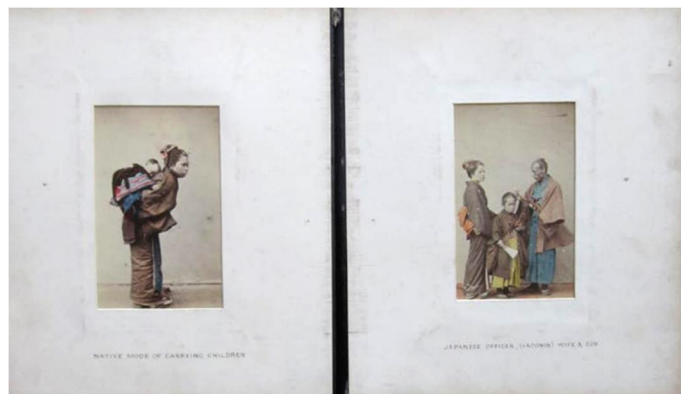 NATIVE MODE OF CARRYING CHILDREN
JAPANESE OFFICER, (YACONIN) WIFE & SON